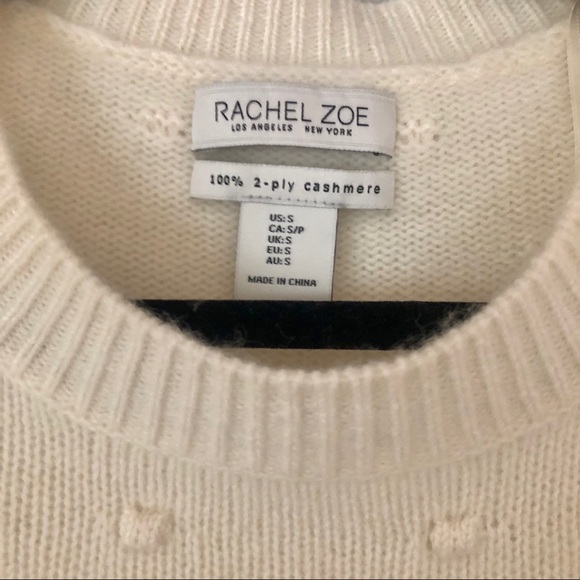 RACHEL ZOE
LOS ANGELES NEW YORK
100% 2-ply cashmere
US: S
CA: S/P
UK: S
EU: S
AU: S
MADE IN CHINA